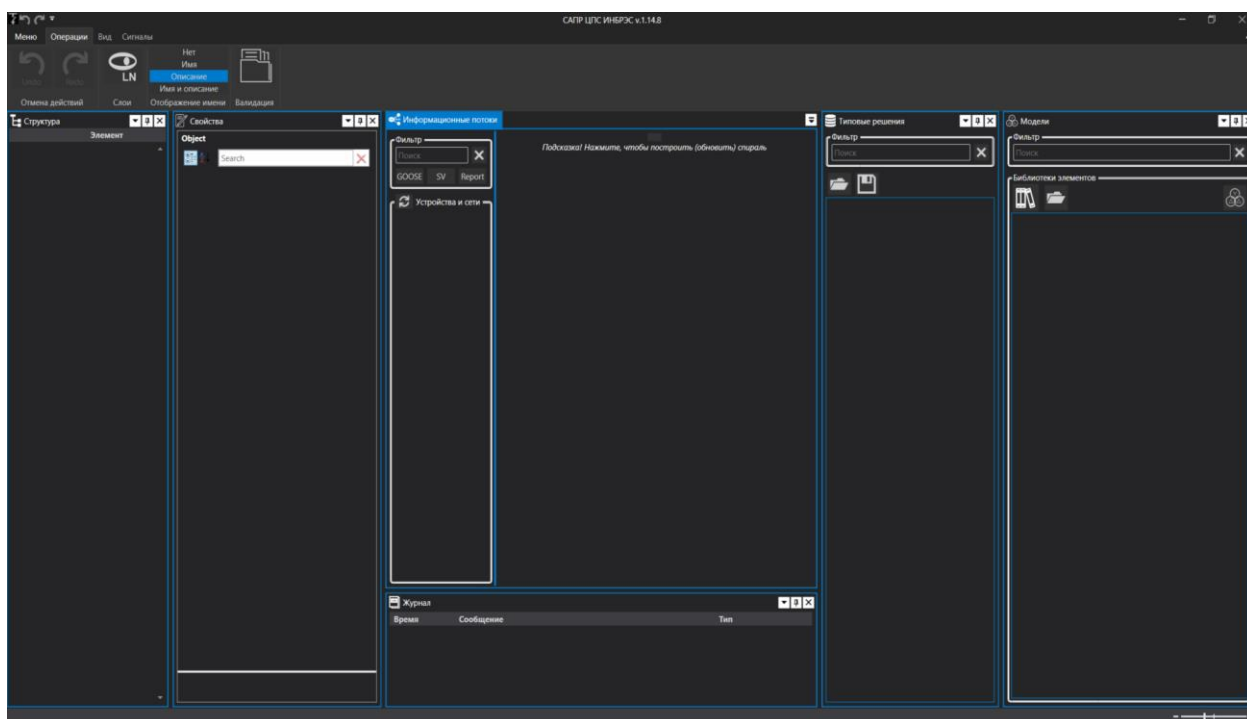 САПР ЦПС ИНБРЭС v.1.14.8
Меню Операции Вид Сигналы
Undo Redo
LN
Нет
Имя
Описание
Имя и описание
Отмена действий Слои Отображение имени Валидация
Структура
Элемент
Свойства
Object
Search
Информационные потоки
Фильтр
Поиск
GOOSE SV Report
Устройства и сети
Подсказка! Нажмите, чтобы построить (обновить) спираль
Журнал
Время Сообщение Тип
Типовые решения
Фильтр
Поиск
Модели
Фильтр
Поиск
Библиотеки элементов